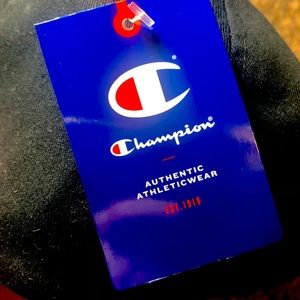 Champion®
AUTHENTIC
ATHLETICWEAR
EST. 1919